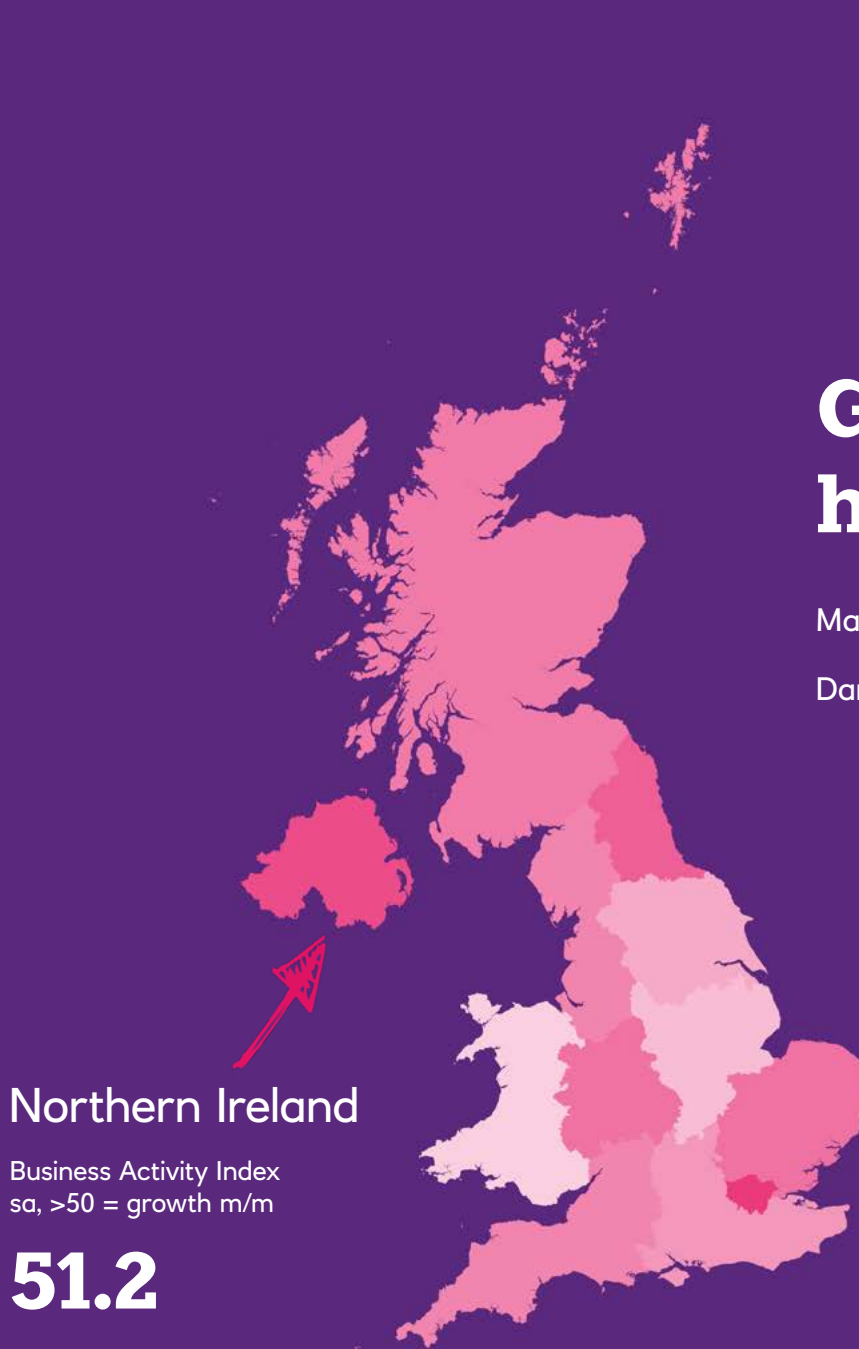 Northern Ireland
Business Activity Index
sa, >50 = growth m/m
51.2